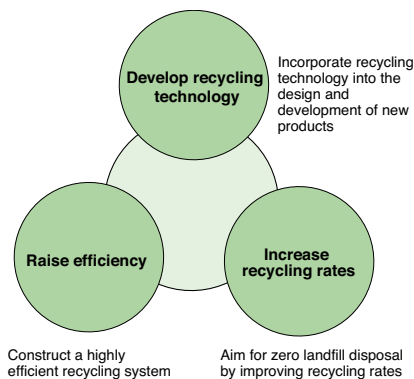 Develop recycling
technology
Incorporate recycling
technology into the
design and
development of new
products
Raise efficiency
Increase
recycling rates
Construct a highly
efficient recycling system
Aim for zero landfill disposal
by improving recycling rates